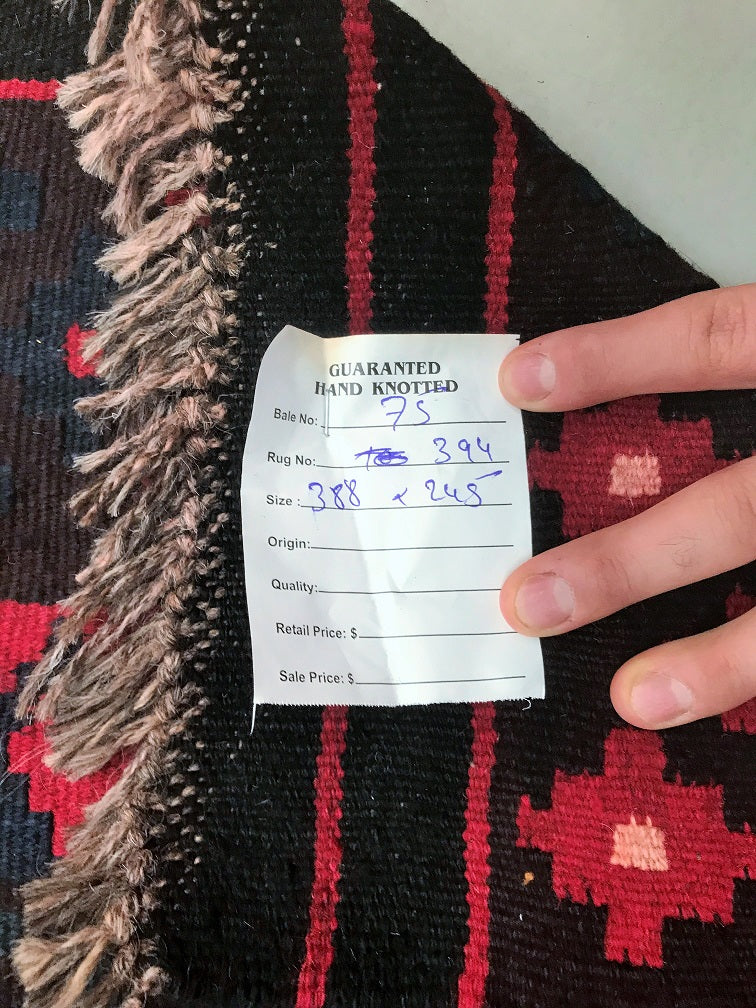 GUARANTED
HAND KNOTTED
Bale No: 75
Rug No: 394
Size : 388 x 245
Origin:
Quality:
Retail Price: $
Sale Price: $